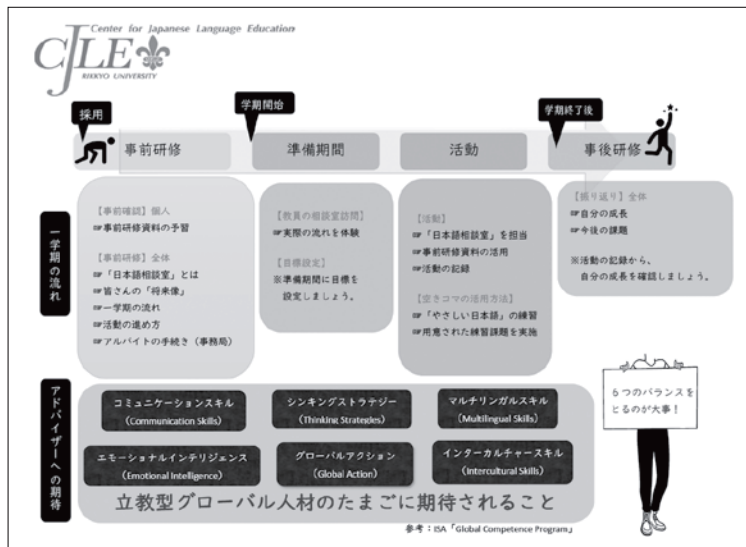 Center for Japanese Language Education
CJLE
RIKKYO UNIVERSITY
採用
学期開始
学期終了後
事前研修
準備期間
活動
事後研修
一学期の流れ
【事前確認】個人
☞事前研修資料の予習
【事前研修】全体
☞「日本語相談室」とは
☞皆さんの「将来像」
☞一学期の流れ
☞活動の進め方
☞アルバイトの手続き（事務局）
【教員の相談室訪問】
☞実際の流れを体験
【目標設定】
※準備期間に目標を
設定しましょう。
【活動】
☞「日本語相談室」を担当
☞事前研修資料の活用
☞活動の記録
【空きコマの活用方法】
☞「やさしい日本語」の練習
☞用意された練習課題を実施
【振り返り】全体
☞自分の成長
☞今後の課題
※活動の記録から、
自分の成長を確認しましょう。
アドバイザーへの期待
コミュニケーションスキル
(Communication Skills)
シンキングストラテジー
(Thinking Strategies)
マルチリンガルスキル
(Multilingual Skills)
エモーショナルインテリジェンス
(Emotional Intelligence)
グローバルアクション
(Global Action)
インターカルチャースキル
(Intercultural Skills)
立教型グローバル人材のたまごに期待されること
参考：ISA「Global Competence Program」
6つのバランスを
とるのが大事！